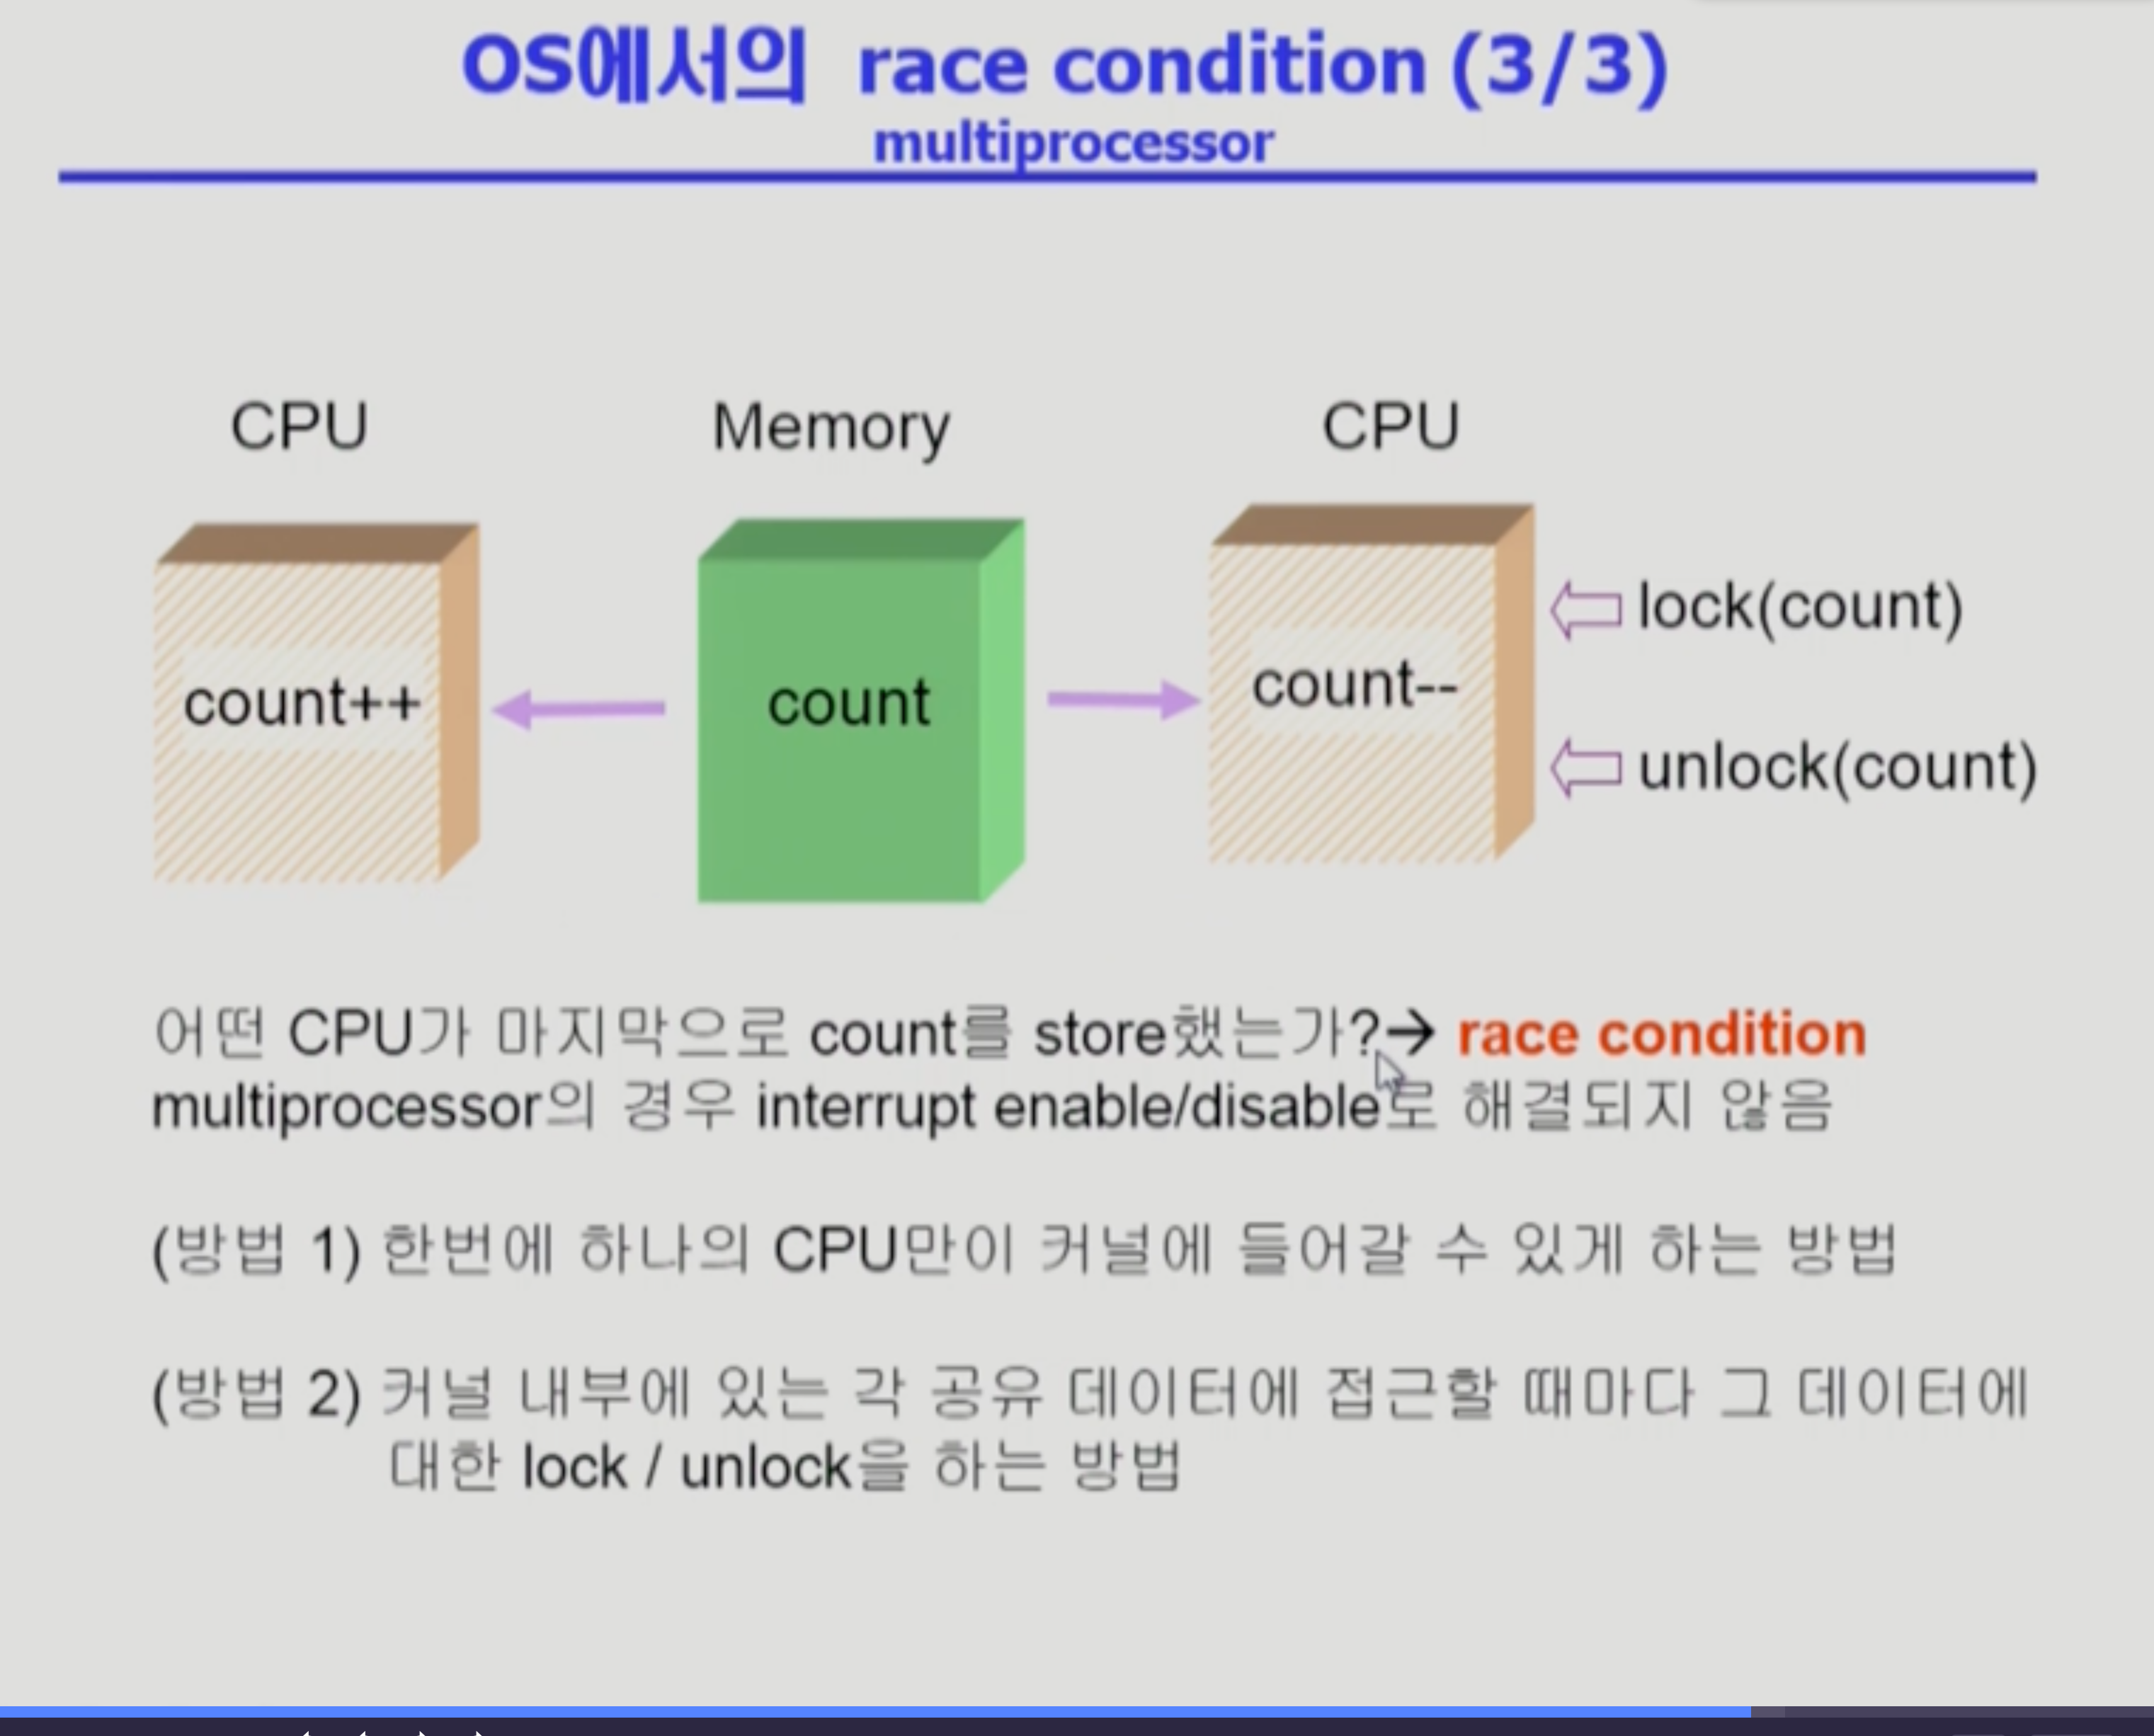 OS에서의 race condition (3/3)
multiprocessor
CPU
Memory
CPU
count++
count
count--
lock(count)
unlock(count)
어떤 CPU가 마지막으로 count를 store했는가?→ race condition
multiprocessor의 경우 interrupt enable/disable로 해결되지 않음
(방법 1) 한번에 하나의 CPU만이 커널에 들어갈 수 있게 하는 방법
(방법 2) 커널 내부에 있는 각 공유 데이터에 접근할 때마다 그 데이터에
대한 lock / unlock을 하는 방법